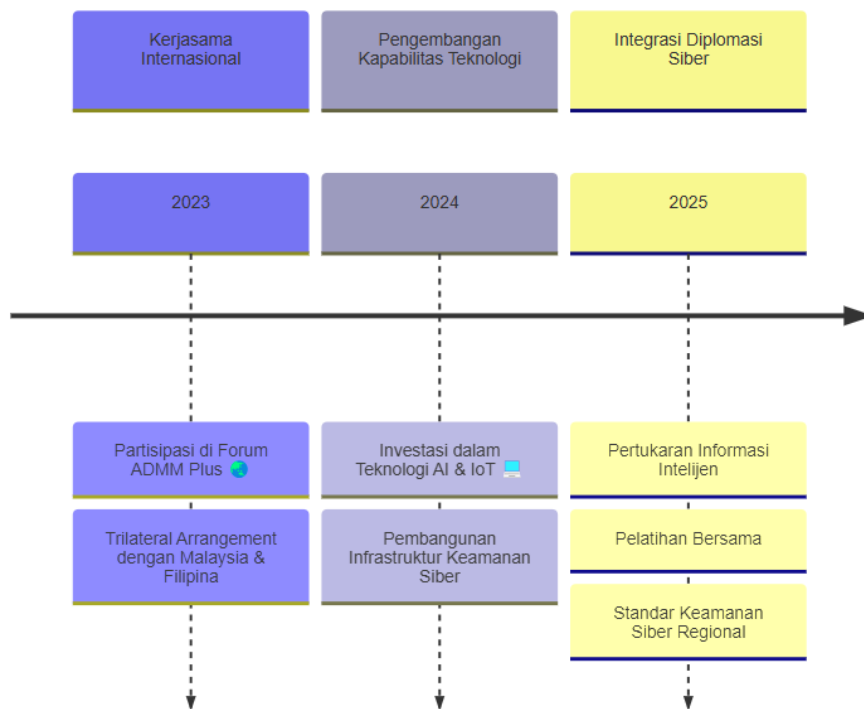 Kerjasama
Internasional
Pengembangan
Kapabilitas Teknologi
Integrasi Diplomasi
Siber
2023
2024
2025
Partisipasi di Forum
ADMM Plus 🌏
Investasi dalam
Teknologi AI & IoT 💻
Pertukaran Informasi
Intelijen
Trilateral Arrangement
dengan Malaysia &
Filipina
Pembangunan
Infrastruktur Keamanan
Siber
Pelatihan Bersama
Standar Keamanan
Siber Regional